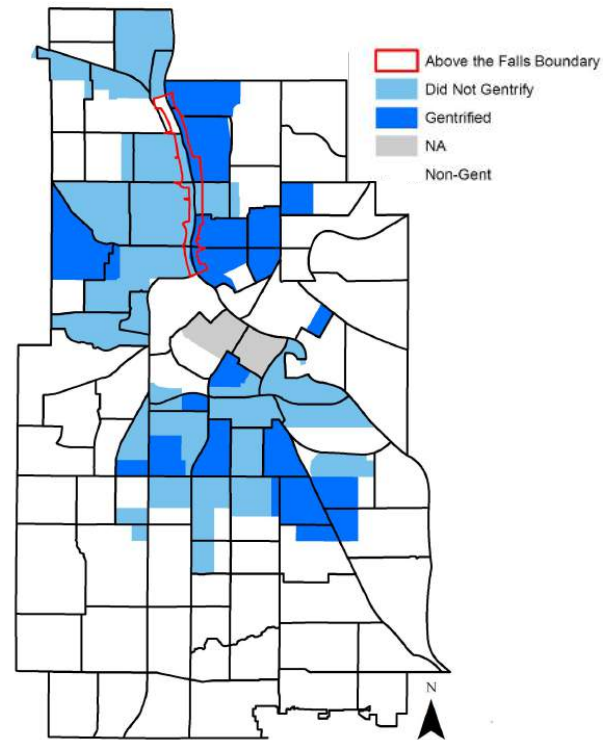 Above the Falls Boundary
Did Not Gentrify
Gentrified
NA
Non-Gent
N